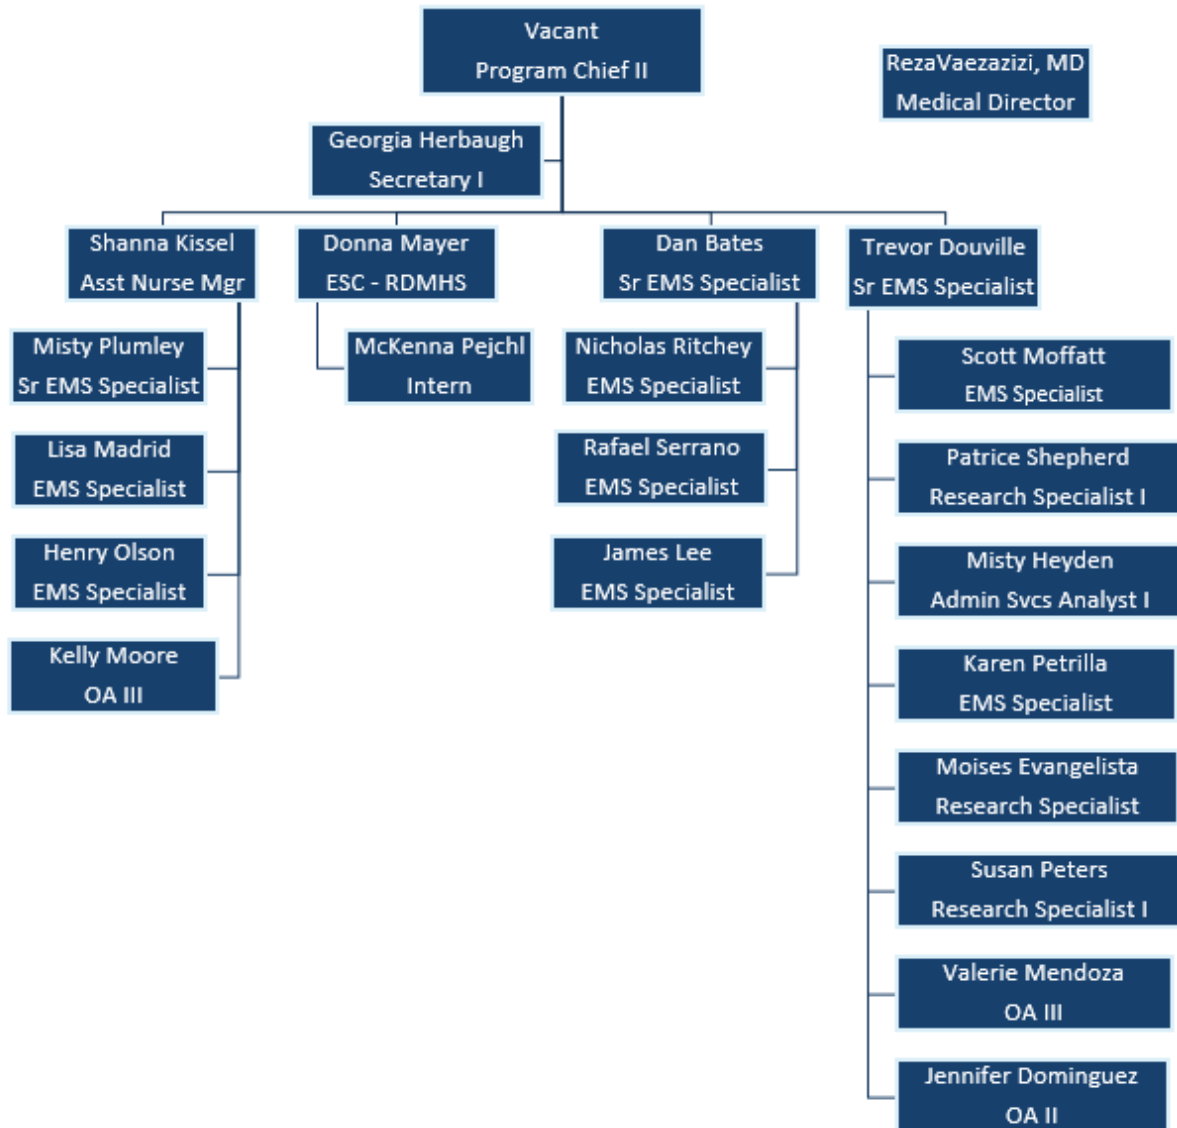 Vacant
Program Chief II
RezaVaezazizi, MD
Medical Director
Georgia Herbaugh
Secretary I
Shanna Kissel
Asst Nurse Mgr
Donna Mayer
ESC - RDMHS
Dan Bates
Sr EMS Specialist
Trevor Douville
Sr EMS Specialist
Misty Plumley
Sr EMS Specialist
Lisa Madrid
EMS Specialist
Henry Olson
EMS Specialist
Kelly Moore
OA III
McKenna Pejchl
Intern
Nicholas Ritchey
EMS Specialist
Rafael Serrano
EMS Specialist
James Lee
EMS Specialist
Scott Moffatt
EMS Specialist
Patrice Shepherd
Research Specialist I
Misty Heyden
Admin Svcs Analyst I
Karen Petrilla
EMS Specialist
Moises Evangelista
Research Specialist
Susan Peters
Research Specialist I
Valerie Mendoza
OA III
Jennifer Dominguez
OA II